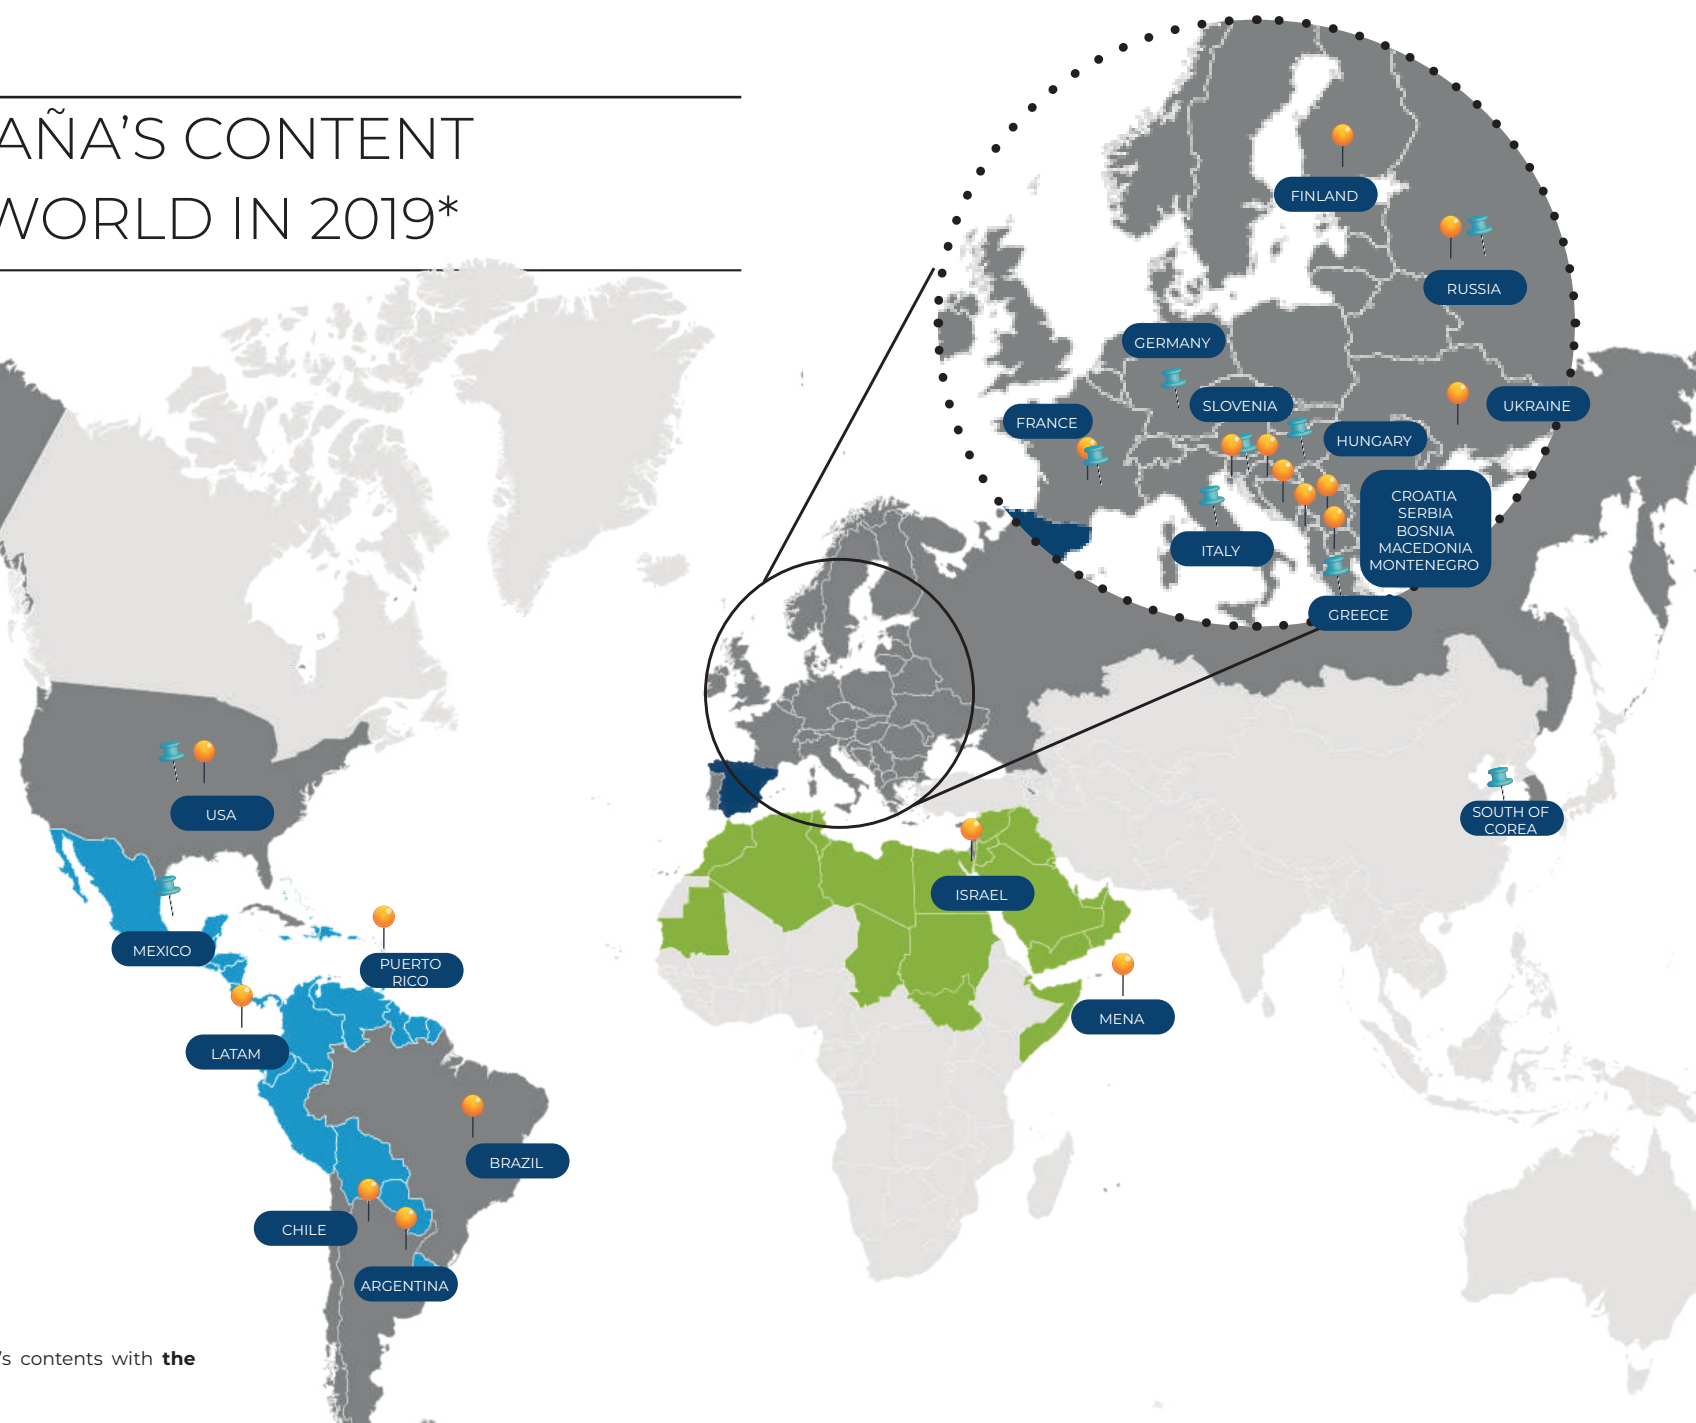 AÑA'S CONTENT
WORLD IN 2019*
FINLAND
RUSSIA
GERMANY
SLOVENIA
UKRAINE
FRANCE
HUNGARY
CROATIA
SERBIA
BOSNIA
MACEDONIA
MONTENEGRO
ITALY
GREECE
USA
SOUTH OF
COREA
ISRAEL
MEXICO
PUERTO
RICO
MENA
LATAM
BRAZIL
CHILE
ARGENTINA
's contents with the